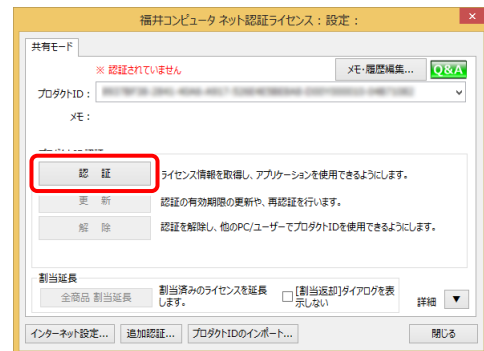 福井コンピュータ ネット認証ライセンス：設定：
共有モード
※ 認証されていません
メモ・履歴編集...
Q&A
プロダクトID：
メモ：
認 証
ライセンス情報を取得し、アプリケーションを使用できるようにします。
更 新
認証の有効期限の更新や、再認証を行います。
解 除
認証を解除し、他のPC/ユーザーでプロダクトIDを使用できるようにします。
割当延長
全商品 割当延長
割当済みのライセンスを延長
します。
[割当返却]ダイアログを表
示しない
詳細 ▼
インターネット設定...
追加認証...
プロダクトIDのインポート...
閉じる